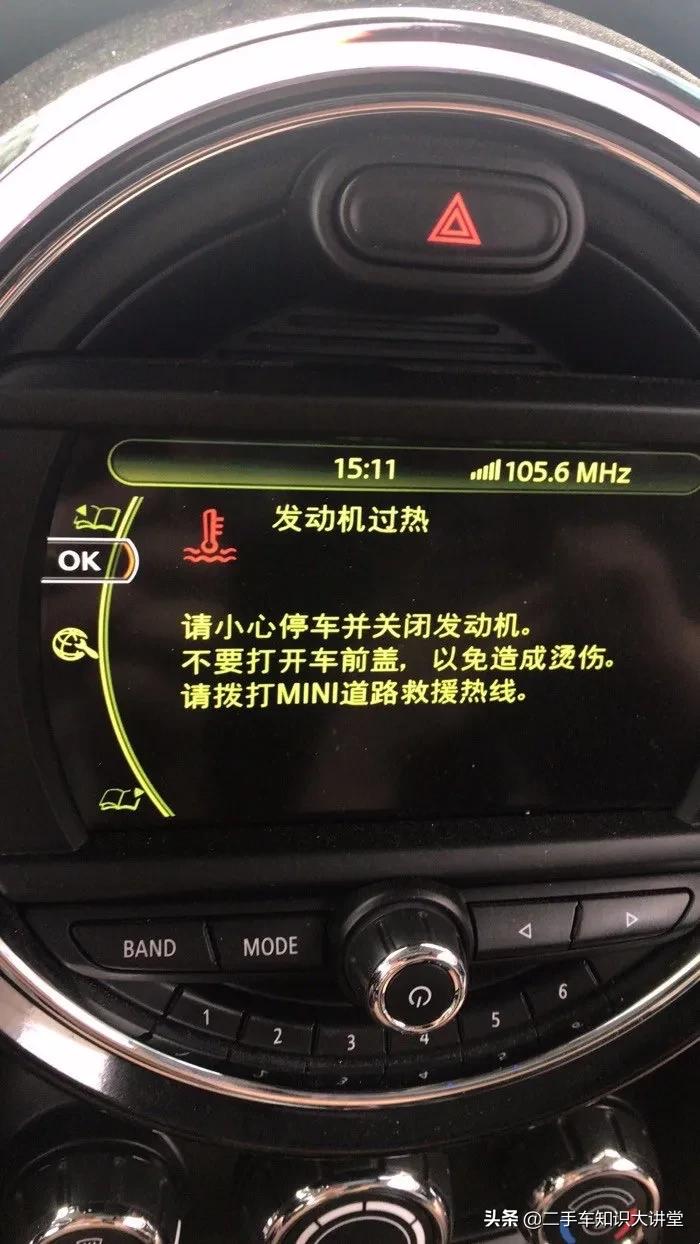 15:11
105.6 MHz
发动机过热
OK
请小心停车并关闭发动机。
不要打开车前盖，以免造成烫伤。
请拨打MINI道路救援热线。
BAND
MODE
1
2
3
4
5
6
头条 @二手车知识大讲堂